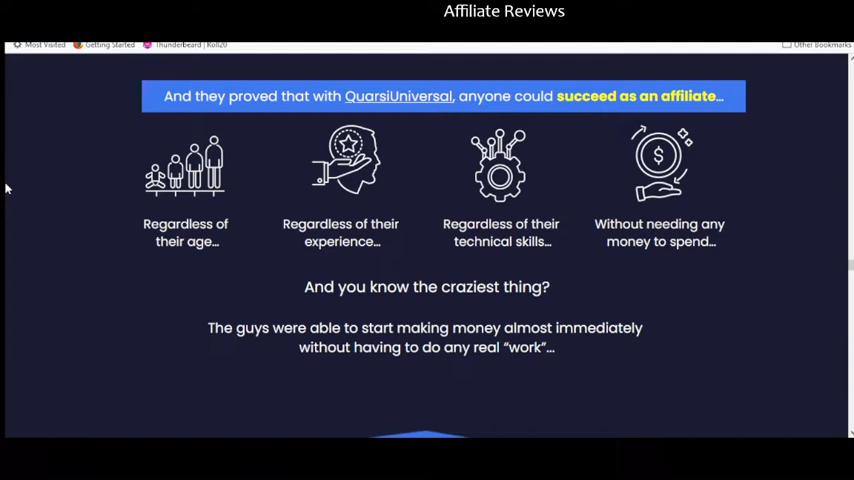 Affiliate Reviews
Most Visited Getting Started Thunderbeard | Roll20 Other Bookmarks
And they proved that with QuarsiUniversal, anyone could succeed as an affiliate...
Regardless of
their age...
Regardless of their
experience...
Regardless of their
technical skills...
Without needing any
money to spend...
And you know the craziest thing?
The guys were able to start making money almost immediately
without having to do any real “work”...